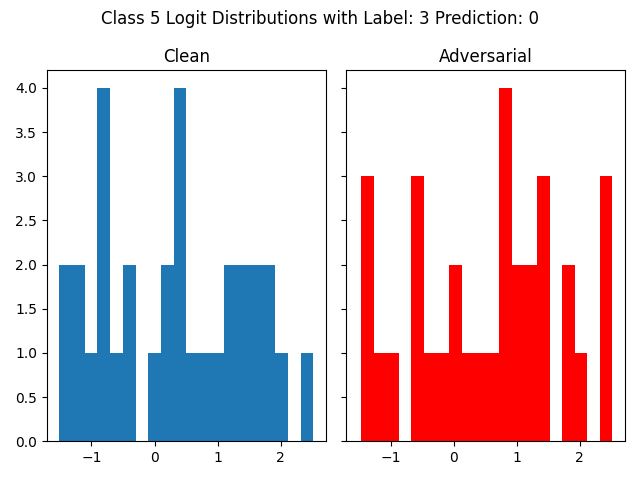 Class 5 Logit Distributions with Label: 3 Prediction: 0
Clean
Adversarial
4.0
3.5
3.0
2.5
2.0
1.5
1.0
0.5
0.0
−1 0 1 2
−1 0 1 2